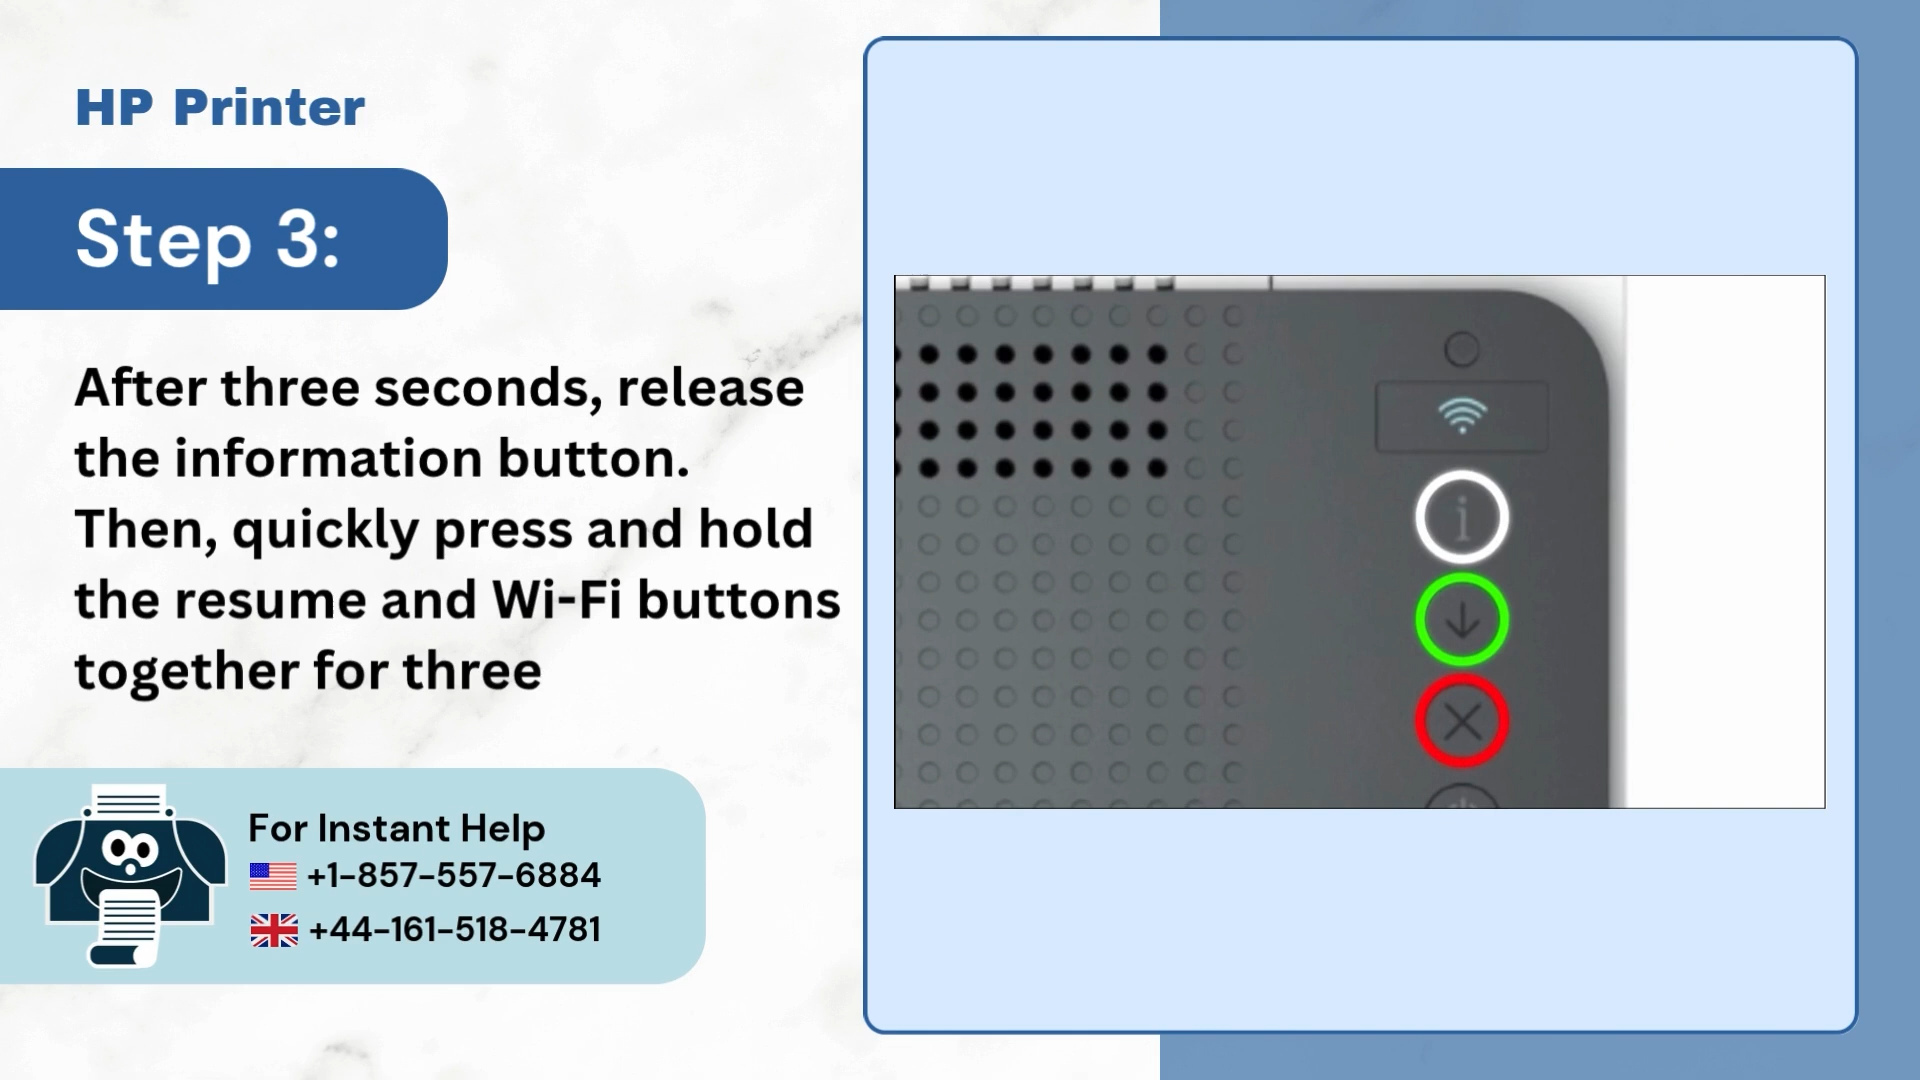 HP Printer
Step 3:
After three seconds, release
the information button.
Then, quickly press and hold
the resume and Wi-Fi buttons
together for three
For Instant Help
+1-857-557-6884
+44-161-518-4781
i